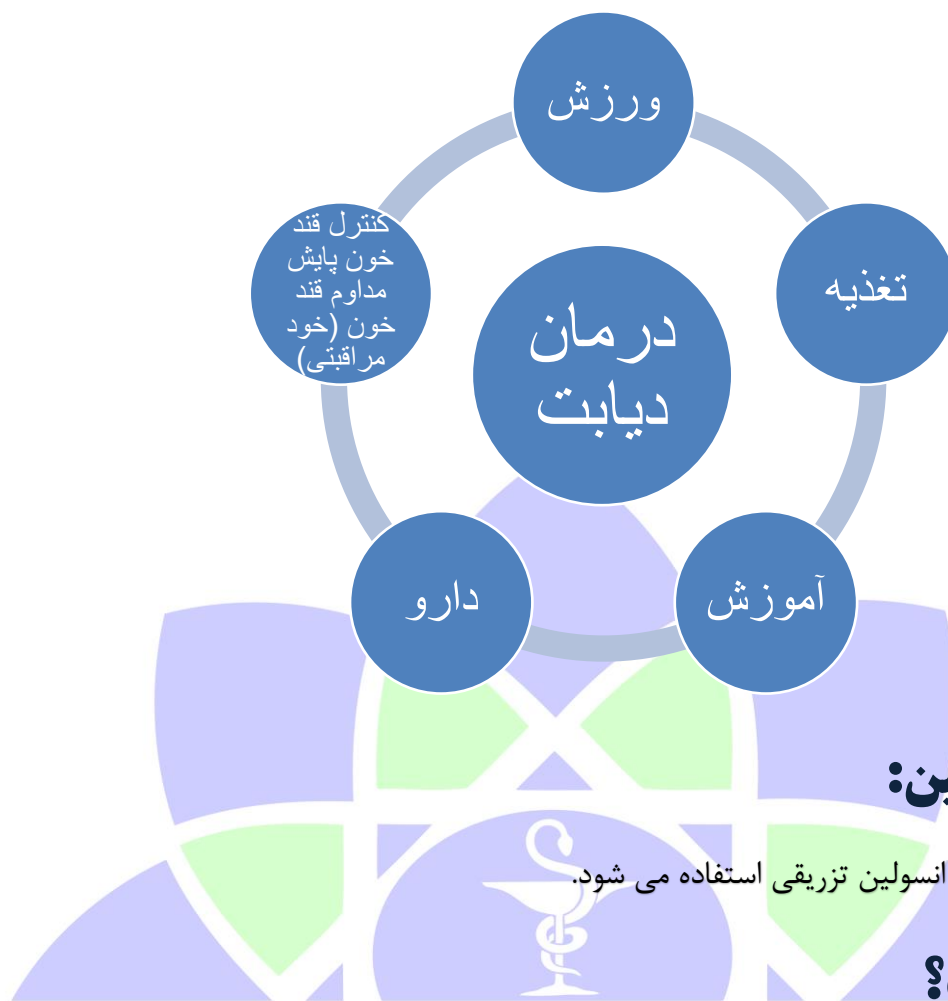 ورزش
تغذیه
کنترل قند
خون پایش
مداوم قند
خون (خود
مراقبتی)
درمان
دیابت
آموزش
دارو
انسولین تزریقی استفاده می شود.
؟